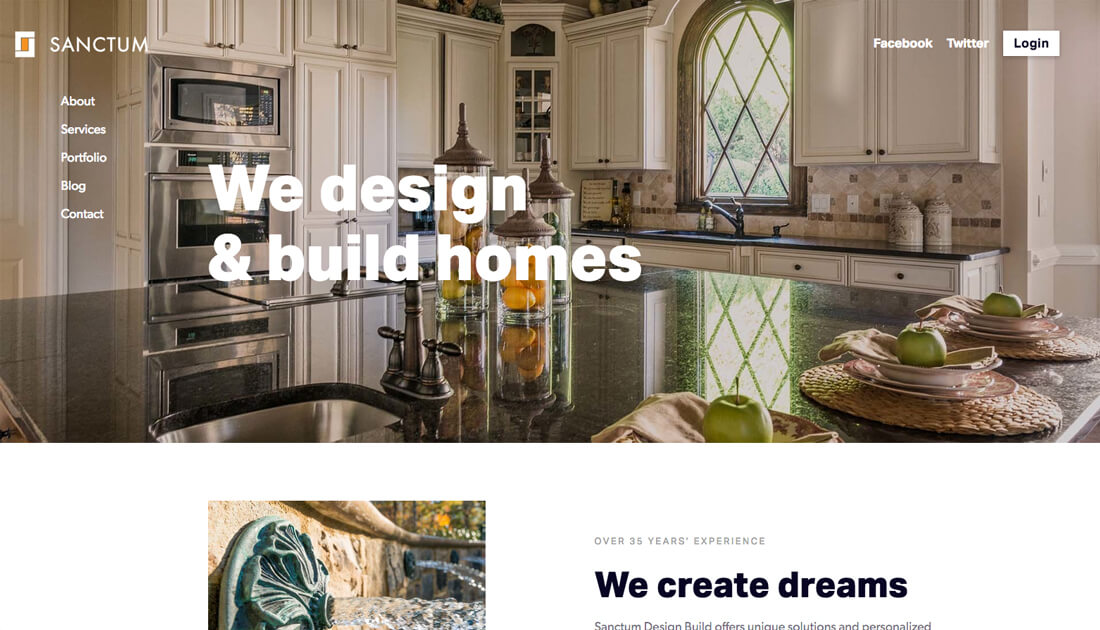 SANCTUM
Facebook Twitter Login
About
Services
Portfolio
Blog
Contact
We design
& build homes
OVER 35 YEARS' EXPERIENCE
We create dreams
Sanctum Design Build offers unique solutions and personalized